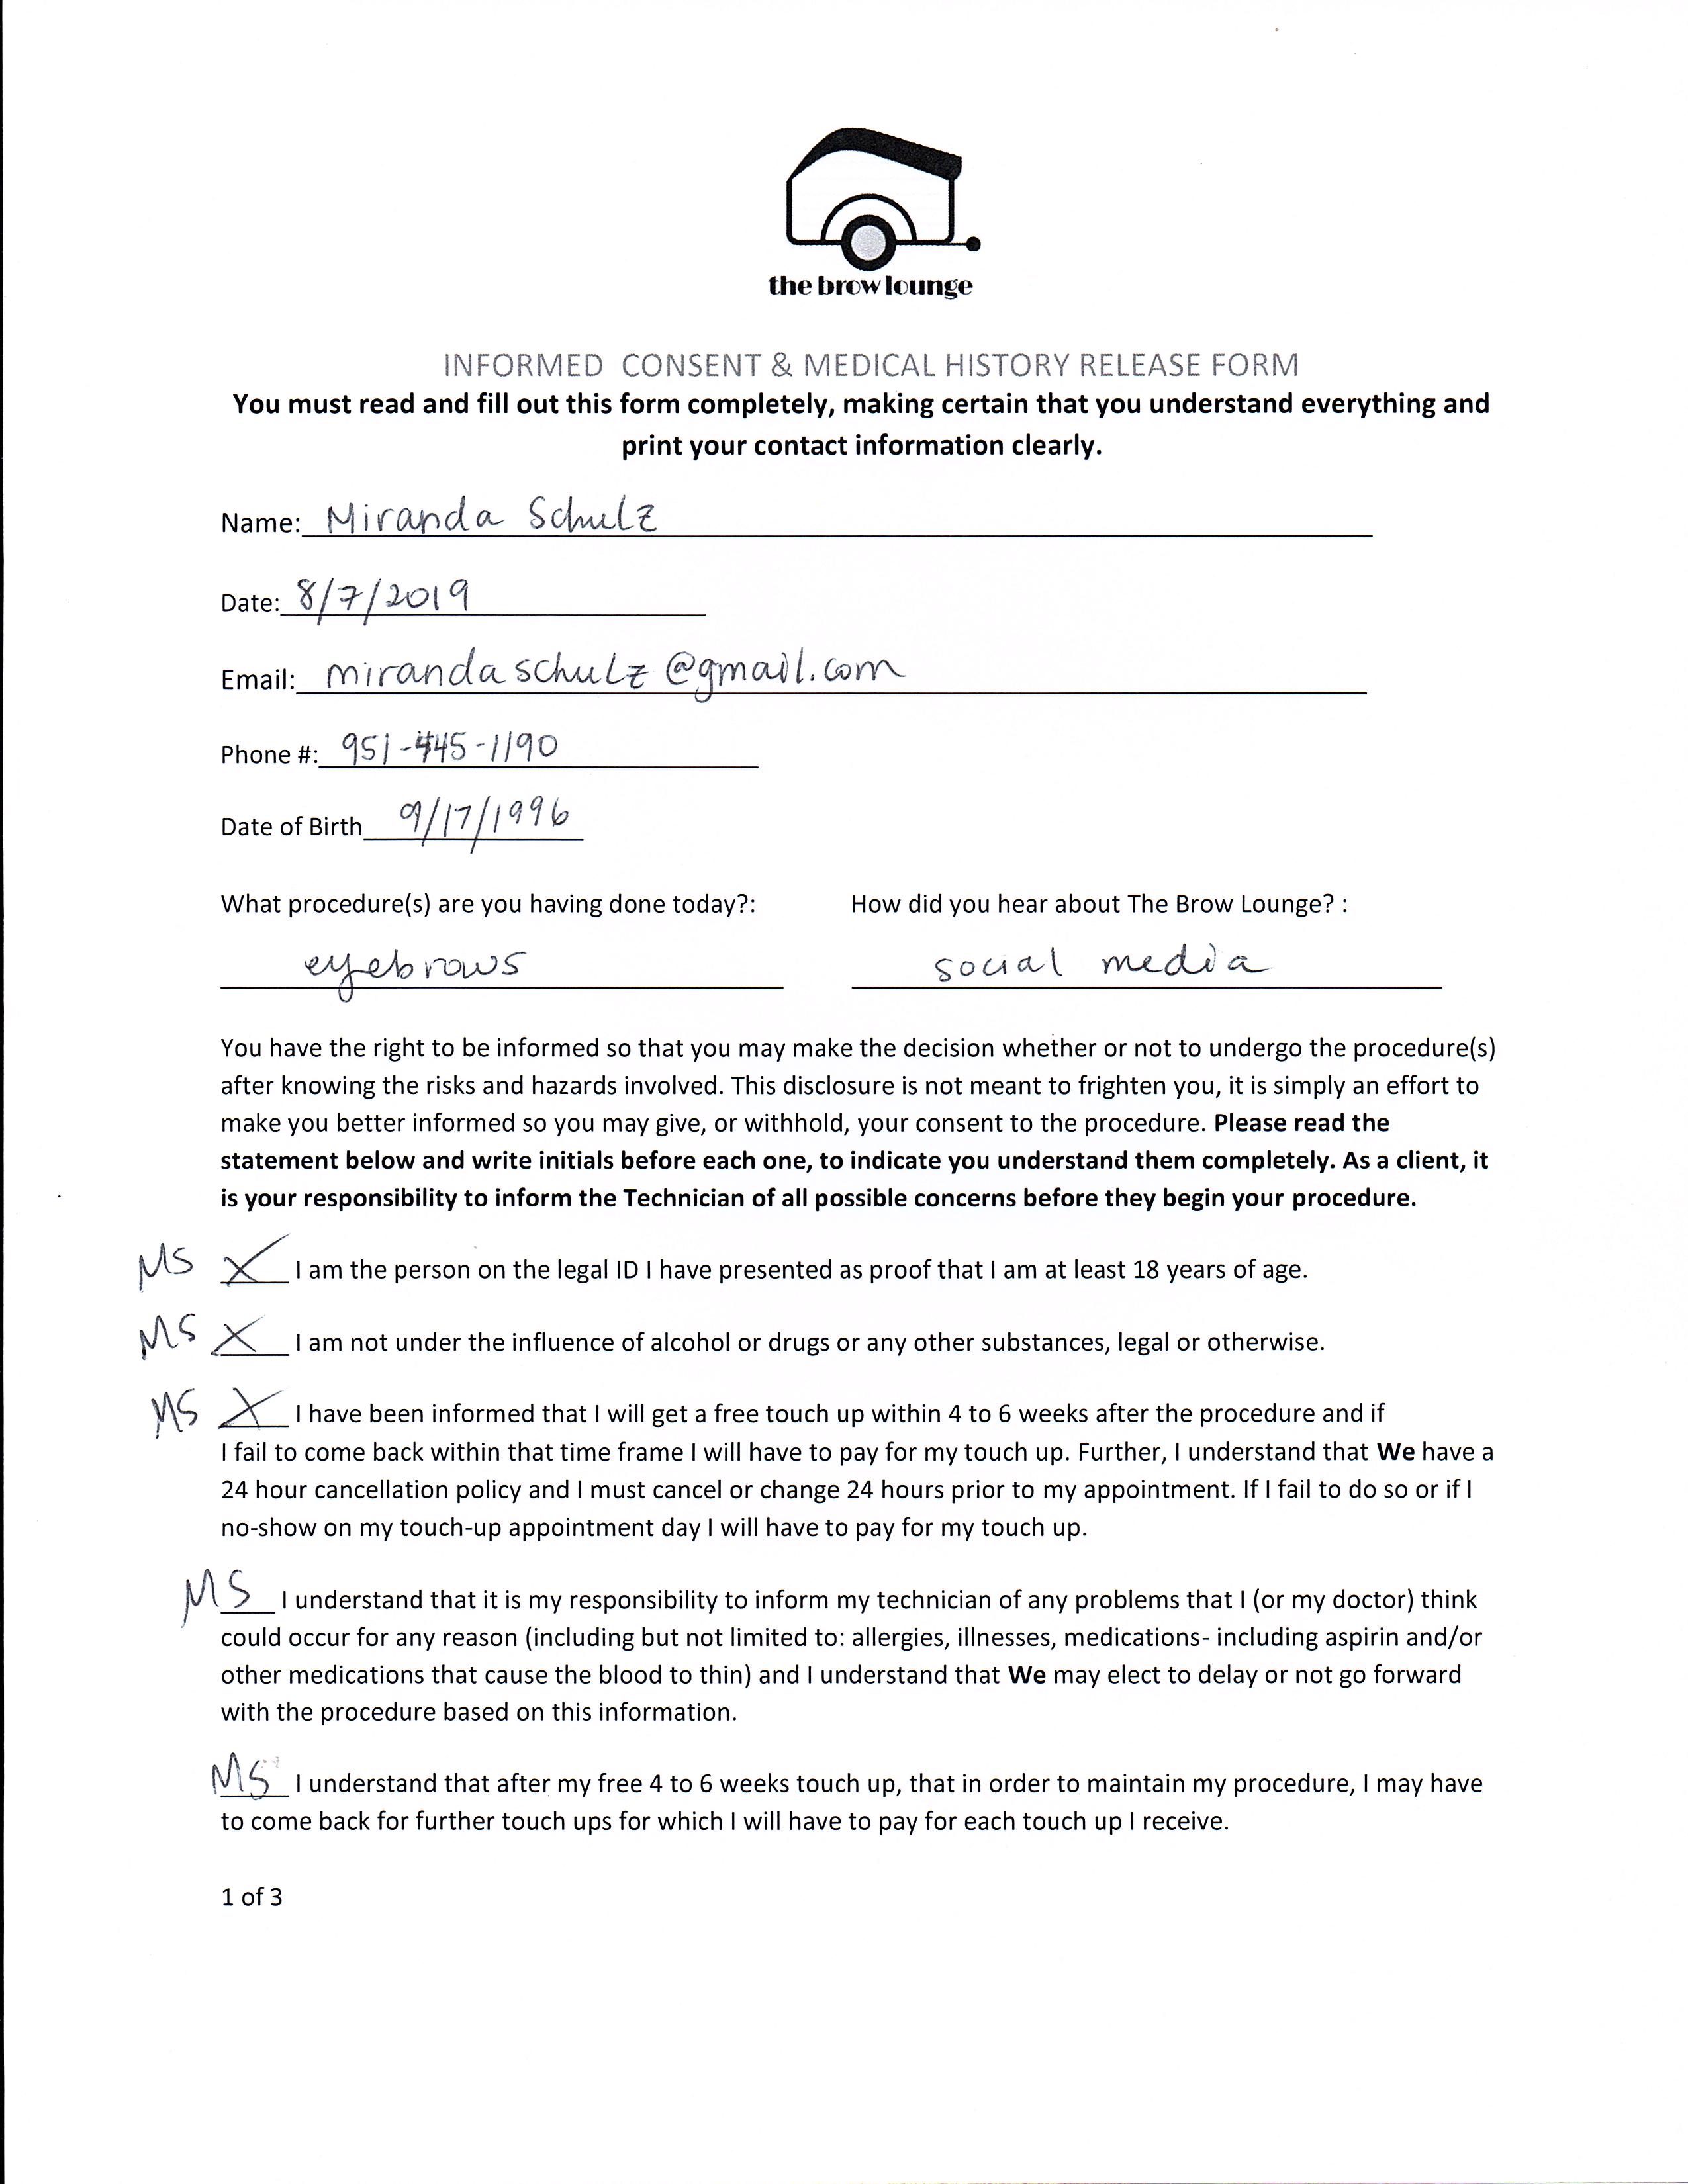 the brow lounge
INFORMED CONSENT & MEDICAL HISTORY RELEASE FORM
You must read and fill out this form completely, making certain that you understand everything and
print your contact information clearly.
Name: Miranda Schulz
Date: 8/7/2019
Email: mirandaschulz@gmail.com
Phone #: 951-445-1190
Date of Birth 9/17/1996
What procedure(s) are you having done today?: How did you hear about The Brow Lounge? :
eyebrows social media
You have the right to be informed so that you may make the decision whether or not to undergo the procedure(s)
after knowing the risks and hazards involved. This disclosure is not meant to frighten you, it is simply an effort to
make you better informed so you may give, or withhold, your consent to the procedure. Please read the
statement below and write initials before each one, to indicate you understand them completely. As a client, it
is your responsibility to inform the Technician of all possible concerns before they begin your procedure.
MS X I am the person on the legal ID I have presented as proof that I am at least 18 years of age.
MS X I am not under the influence of alcohol or drugs or any other substances, legal or otherwise.
MS X I have been informed that I will get a free touch up within 4 to 6 weeks after the procedure and if
I fail to come back within that time frame I will have to pay for my touch up. Further, I understand that We have a
24 hour cancellation policy and I must cancel or change 24 hours prior to my appointment. If I fail to do so or if I
no-show on my touch-up appointment day I will have to pay for my touch up.
MS I understand that it is my responsibility to inform my technician of any problems that I (or my doctor) think
could occur for any reason (including but not limited to: allergies, illnesses, medications- including aspirin and/or
other medications that cause the blood to thin) and I understand that We may elect to delay or not go forward
with the procedure based on this information.
MS I understand that after my free 4 to 6 weeks touch up, that in order to maintain my procedure, I may have
to come back for further touch ups for which I will have to pay for each touch up I receive.
1 of 3